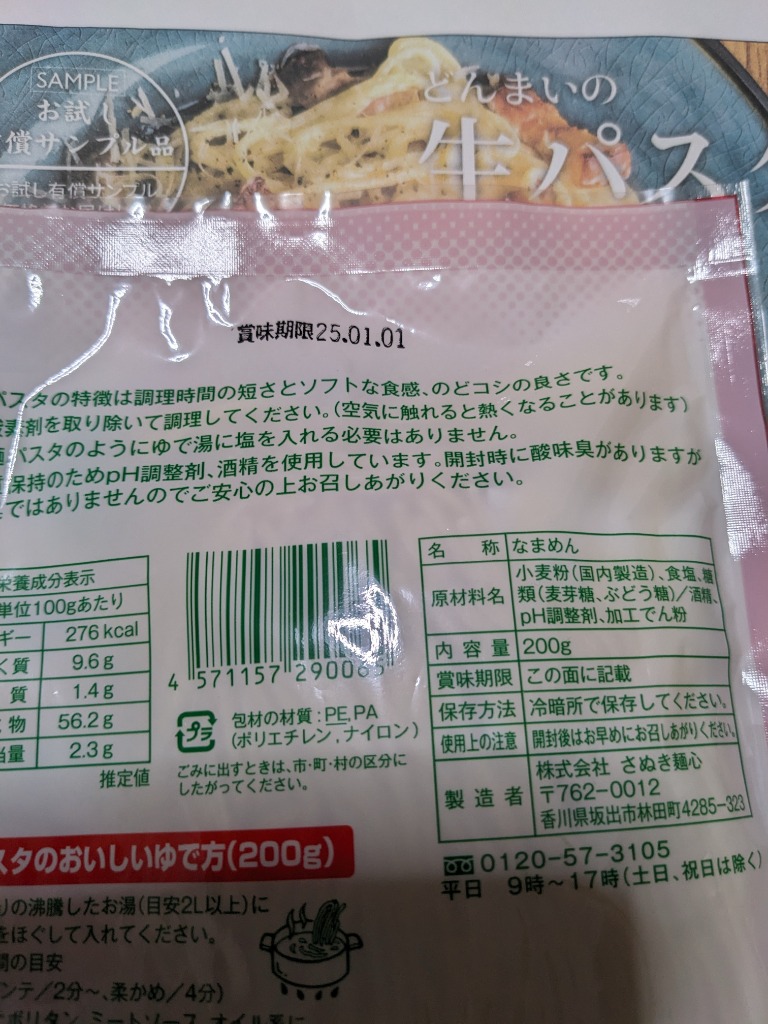 SAMPLE
お試し
償サンプル品
お試し有償サンプル
どんまいの
生パスタ
賞味期限25.01.01
パスタの特徴は調理時間の短さとソフトな食感、のどコシの良さです。
素剤を取り除いて調理してください。(空気に触れると熱くなることがあります)
パスタのようにゆで湯に塩を入れる必要はありません。
保持のためpH調整剤、酒精を使用しています。開封時に酸味臭がありますが
ではありませんのでご安心の上お召しあがりください。
栄養成分表示
単位100gあたり
ギー 276kcal
く質 9.6g
質 1.4g
物 56.2g
当量 2.3g
推定値
4 571157 290065
プラ
包材の材質:PE,PA
(ポリエチレン,ナイロン)
ごみに出すときは、市・町・村の区分に
したがってください。
名称 なまめん
原材料名 小麦粉(国内製造)、食塩、糖
類(麦芽糖、ぶどう糖)/酒精、
pH調整剤、加工でん粉
内容量 200g
賞味期限 この面に記載
保存方法 冷暗所で保存してください。
使用上の注意 開封後はお早めにお召しあがりください。
製造者 株式会社 さぬき麺心
〒762-0012
香川県坂出市林田町4285-323
0120-57-3105
平日 9時〜17時(土日、祝日は除く)
スタのおいしいゆで方(200g)
りの沸騰したお湯(目安2L以上)に
をほぐして入れてください。
間の目安
ンテ/2分〜、柔かめ/4分)
ポリタン、ミートソース、オイル系に